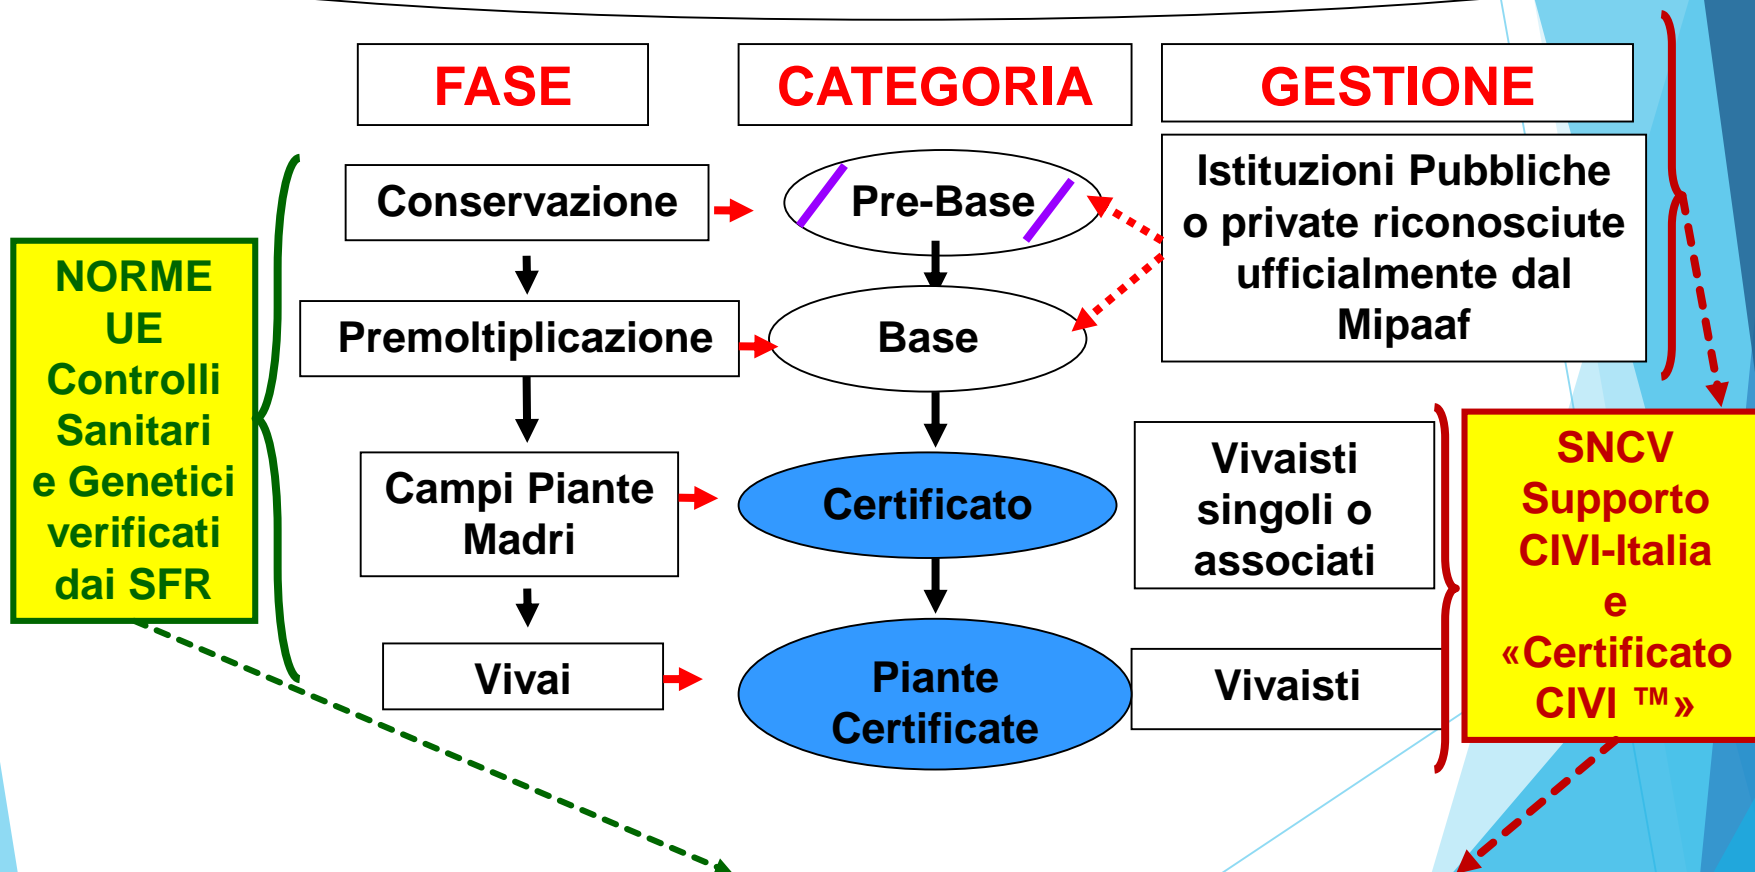 FASE
CATEGORIA
GESTIONE
NORME
UE
Controlli
Sanitari
e Genetici
verificati
dai SFR
Conservazione
Pre-Base
Istituzioni Pubbliche
o private riconosciute
ufficialmente dal
Mipaaf
Premoltiplicazione
Base
Campi Piante
Madri
Certificato
Vivaisti
singoli o
associati
Vivai
Piante
Certificate
Vivaisti
SNCV
Supporto
CIVI-Italia
e
«Certificato
CIVI ™»